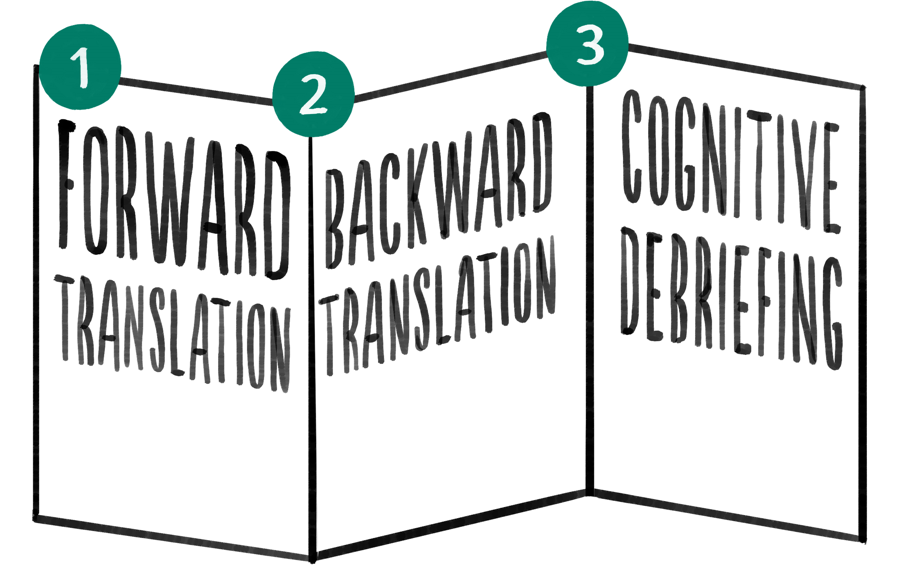 1
FORWARD
TRANSLATION
2
BACKWARD
TRANSLATION
3
COGNITIVE
DEBRIEFING